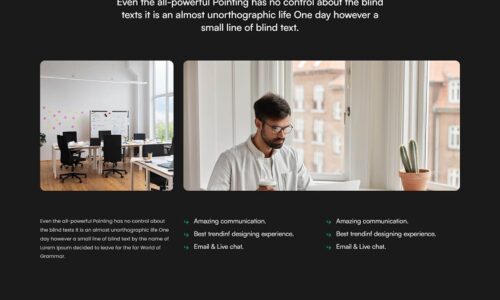 Even the all-powerful Pointing has no control about the blind
texts it is an almost unorthographic life One day however a
small line of blind text.
Even the all-powerful Pointing has no control about
the blind texts it is an almost unorthographic life One
day however a small line of blind text by the name of
Lorem Ipsum decided to leave for the far World of
Grammar.
Amazing communication.
Best trendinf designing experience.
Email & Live chat.
Amazing communication.
Best trendinf designing experience.
Email & Live chat.